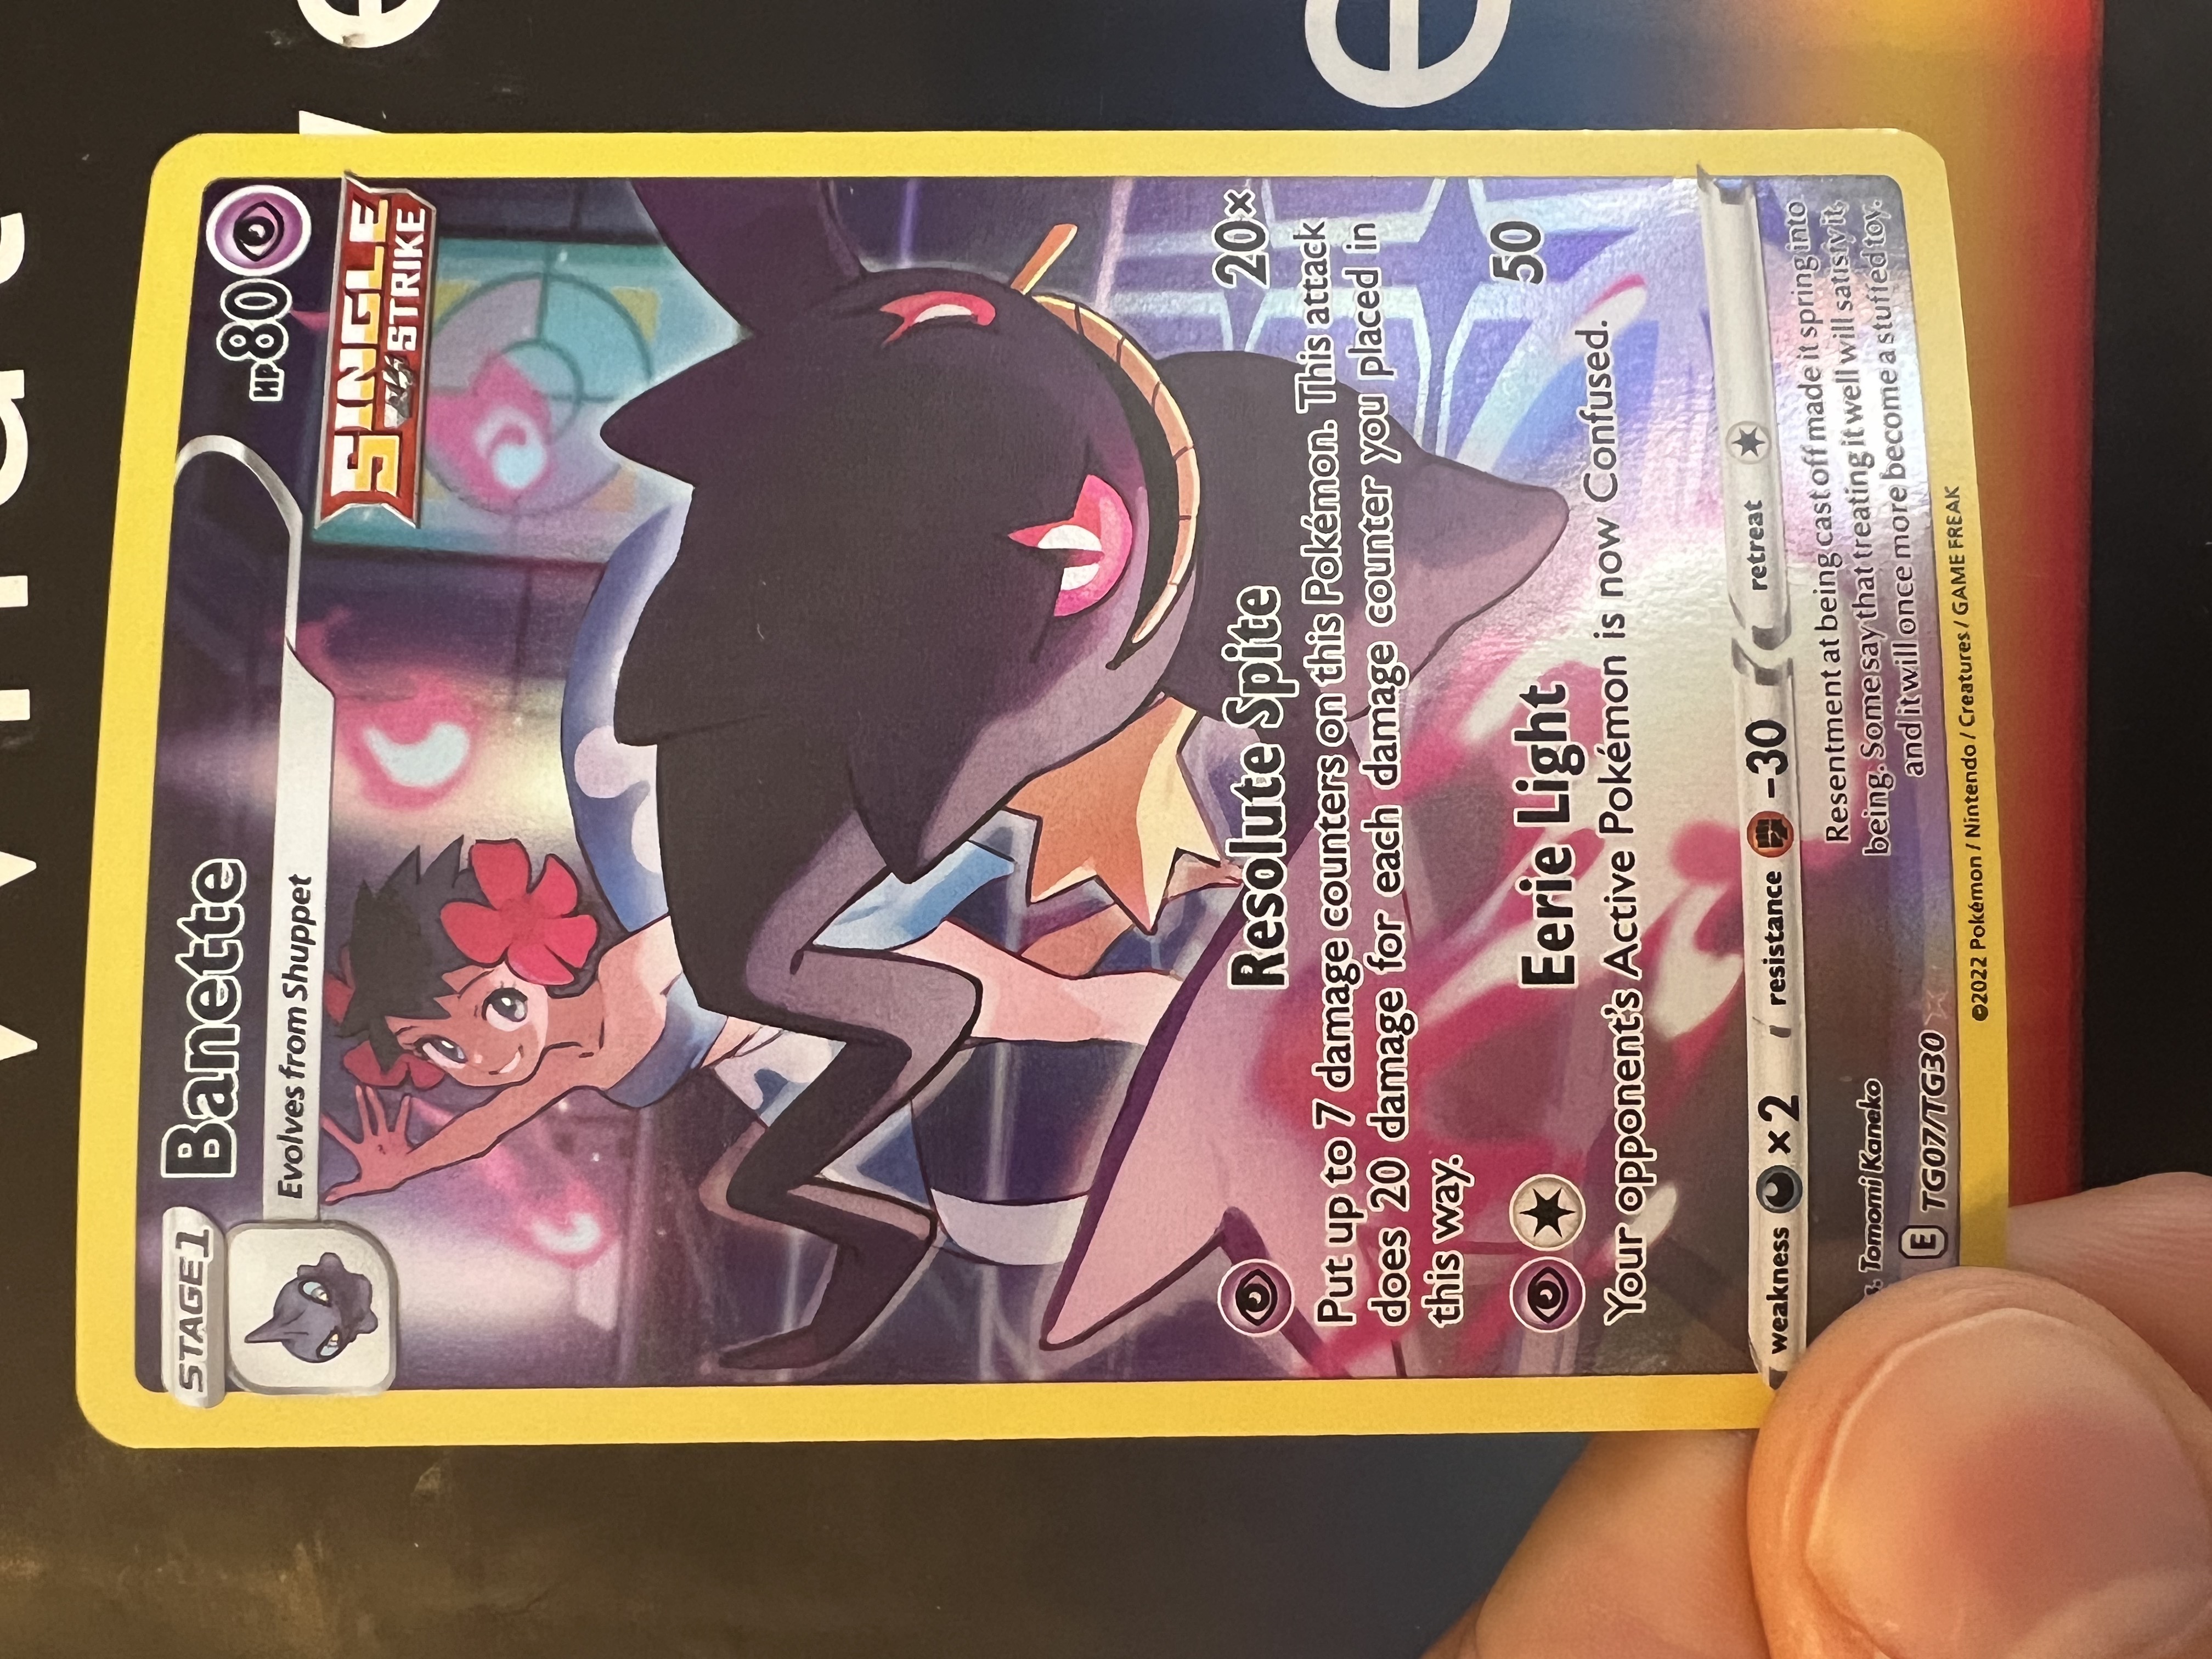 What
STAGE 1
Banette
HP 80
Evolves from Shuppet
SINGLE
STRIKE
ve
Resolute Spite
20×
Put up to 7 damage counters on this Pokémon. This attack
does 20 damage for each damage counter you placed in
this way.
e
Eerie Light
50
Your opponent's Active Pokémon is now Confused.
weakness ×2 resistance -30 retreat
Resentment at being cast off made it spring into
being. Some say that treating it well will satisfy it,
and it will once more become a stuffed toy.
. Tomomi Kaneko
E TG07/TG30
©2022 Pokémon / Nintendo / Creatures / GAME FREAK